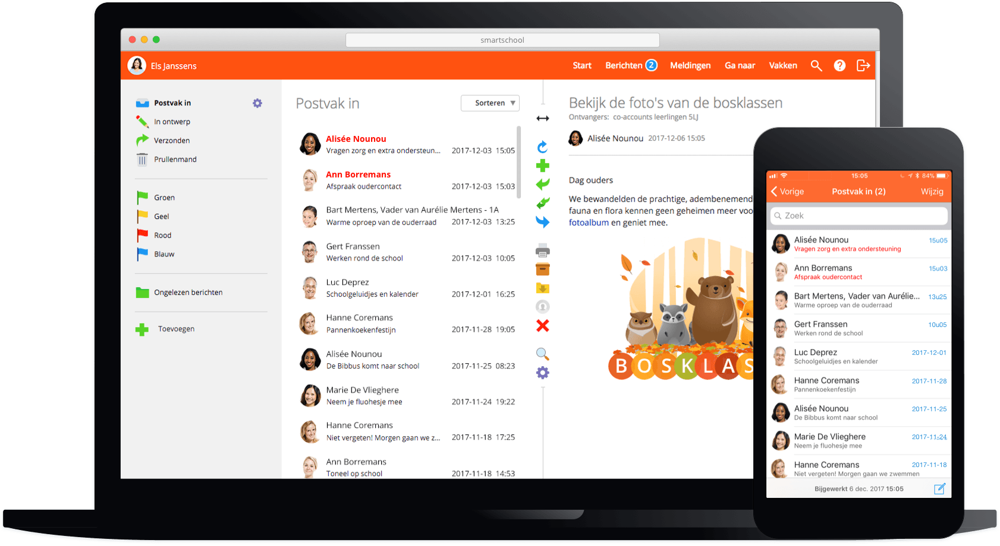 smartschool
Els Janssens
Start Berichten 2 Meldingen Ga naar Vakken ?
Postvak in
In ontwerp
Verzonden
Prullenmand
Groen
Geel
Rood
Blauw
Ongelezen berichten
Toevoegen
Postvak in
Sorteren
Alisée Nounou
Vragen zorg en extra ondersteun... 2017-12-03 15:05
Ann Borremans
Afspraak oudercontact 2017-12-03 15:03
Bart Mertens, Vader van Aurélie Mertens - 1A
Warme oproep van de ouderraad 2017-12-03 13:25
Gert Franssen
Werken rond de school 2017-12-03 10:05
Luc Deprez
Schoolgeluidjes en kalender 2017-12-01 16:25
Hanne Coremans
Pannenkoekenfestijn 2017-11-28 19:05
Alisée Nounou
De Bibbus komt naar school 2017-11-25 08:23
Marie De Vlieghere
Neem je fluohesje mee 2017-11-24 19:22
Hanne Coremans
Niet vergeten! Morgen gaan we z... 2017-11-18 17:25
Ann Borremans
Toneel op school 2017-11-18 14:53
Bekijk de foto's van de bosklassen
Ontvangers: co-accounts leerlingen 5LJ
Alisée Nounou 2017-12-06 15:05
Dag ouders
We bewandelden de prachtige, adembenemend
fauna en flora kennen geen geheimen meer voo
fotoalbum en geniet mee.
BOSKLAS
15:05 84%
Vorige Postvak in (2) Wijzig
Zoek
Alisée Nounou 15u05
Vragen zorg en extra ondersteuning
Ann Borremans 15u03
Afspraak oudercontact
Bart Mertens, Vader van Aurélie... 13u25
Warme oproep van de ouderraad
Gert Franssen 10u05
Werken rond de school
Luc Deprez 2017-12-01
Schoolgeluidjes en kalender
Hanne Coremans 2017-11-28
Pannenkoekenfestijn
Alisée Nounou 2017-11-25
De Bibbus komt naar school
Marie De Vlieghere 2017-11-24
Neem je fluohesje mee
Hanne Coremans 2017-11-18
Niet vergeten! Morgen gaan we zwemmen
Bijgewerkt 6 dec. 2017 15:05